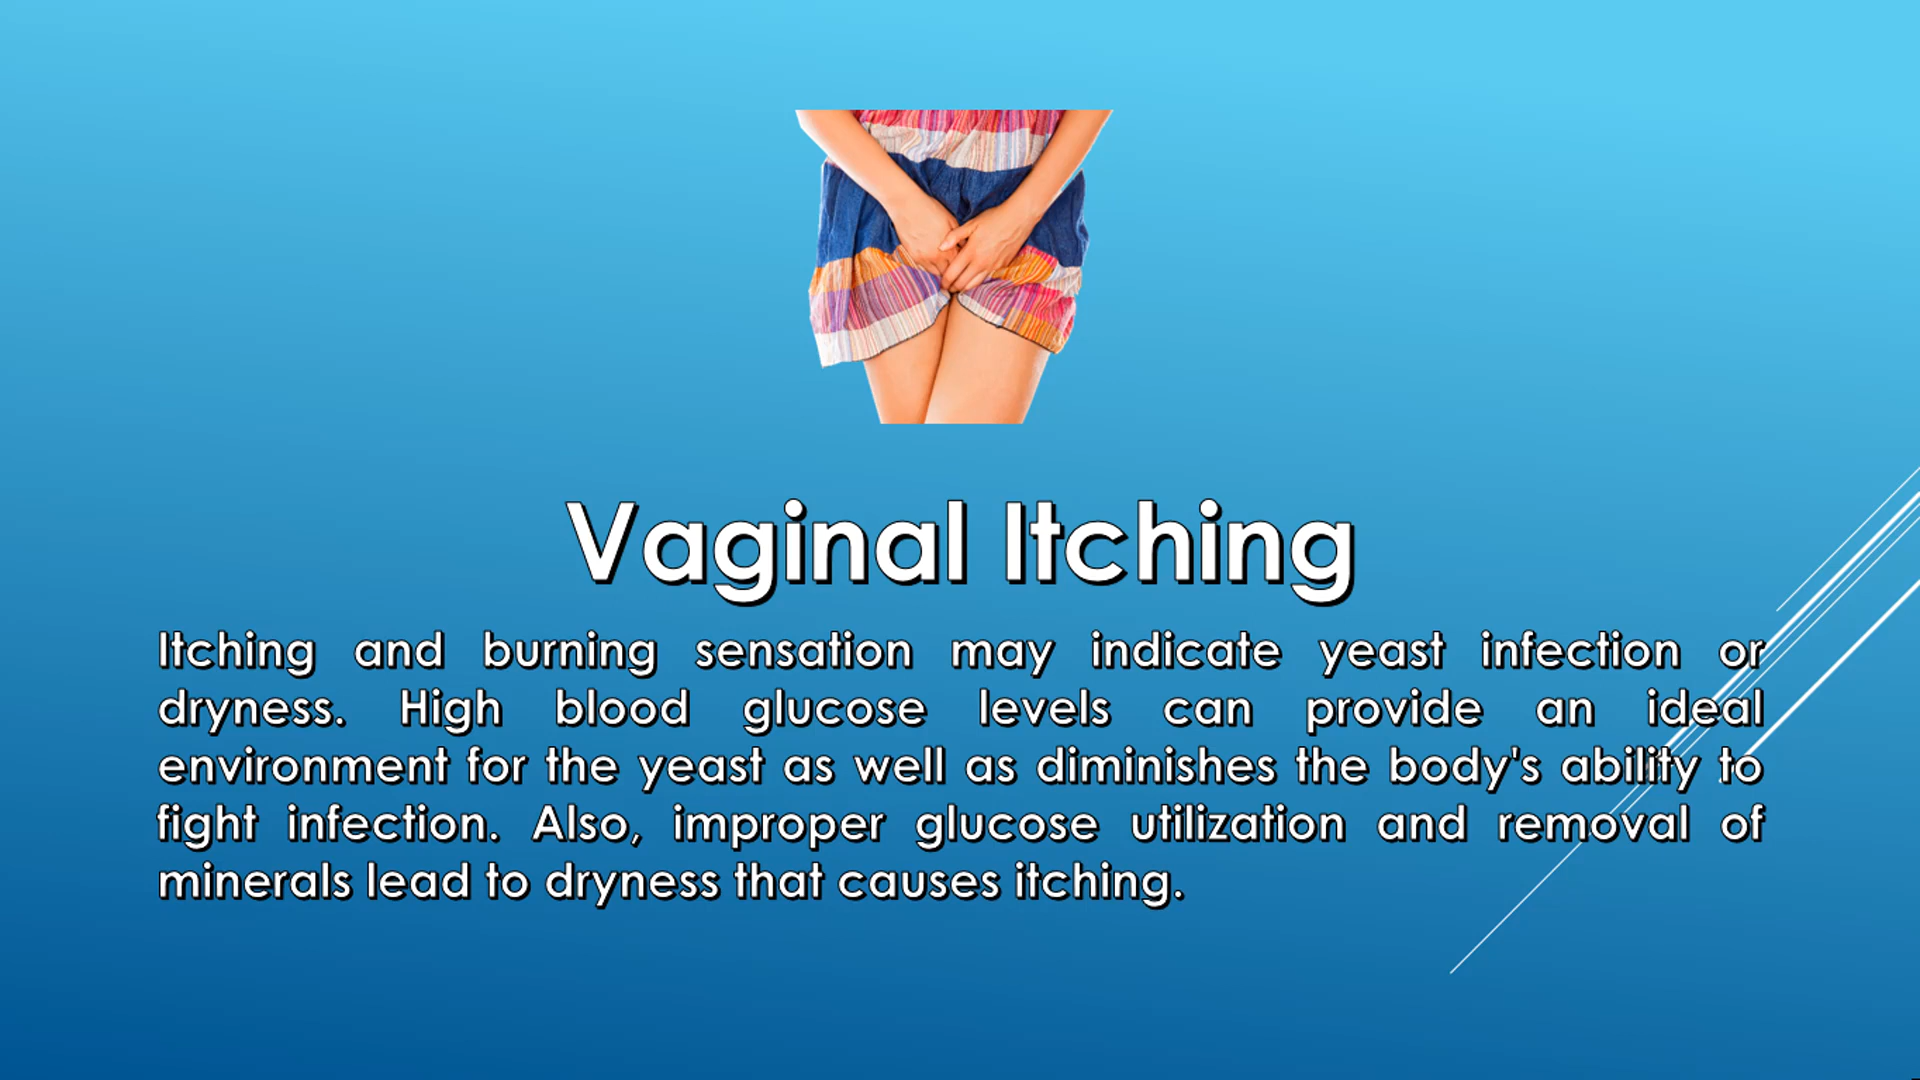 Vaginal Itching
Itching and burning sensation may indicate yeast infection or
dryness. High blood glucose levels can provide an ideal
environment for the yeast as well as diminishes the body's ability to
fight infection. Also, improper glucose utilization and removal of
minerals lead to dryness that causes itching.